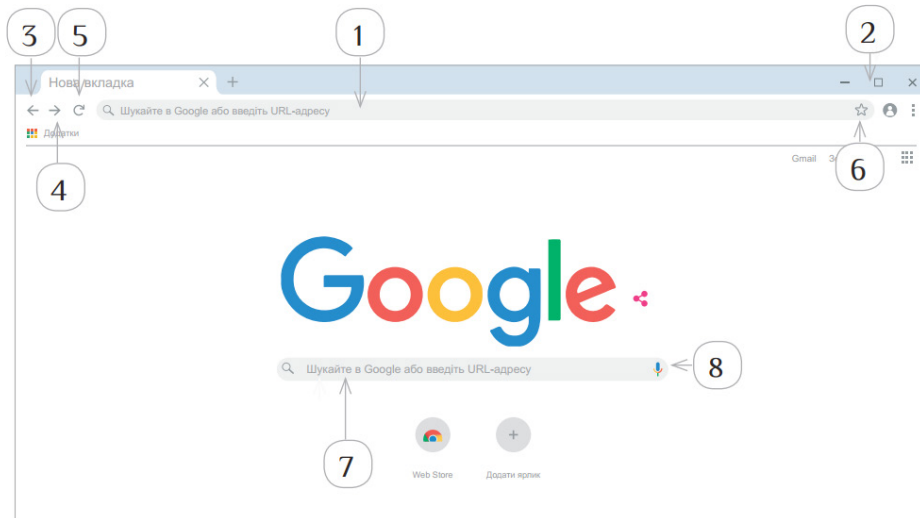 3 5 1 2
Нова вкладка
Шукайте в Google або введіть URL-адресу
Додатки
4 6
Gmail
Google
Шукайте в Google або введіть URL-адресу
8
7
Web Store Додати ярлик